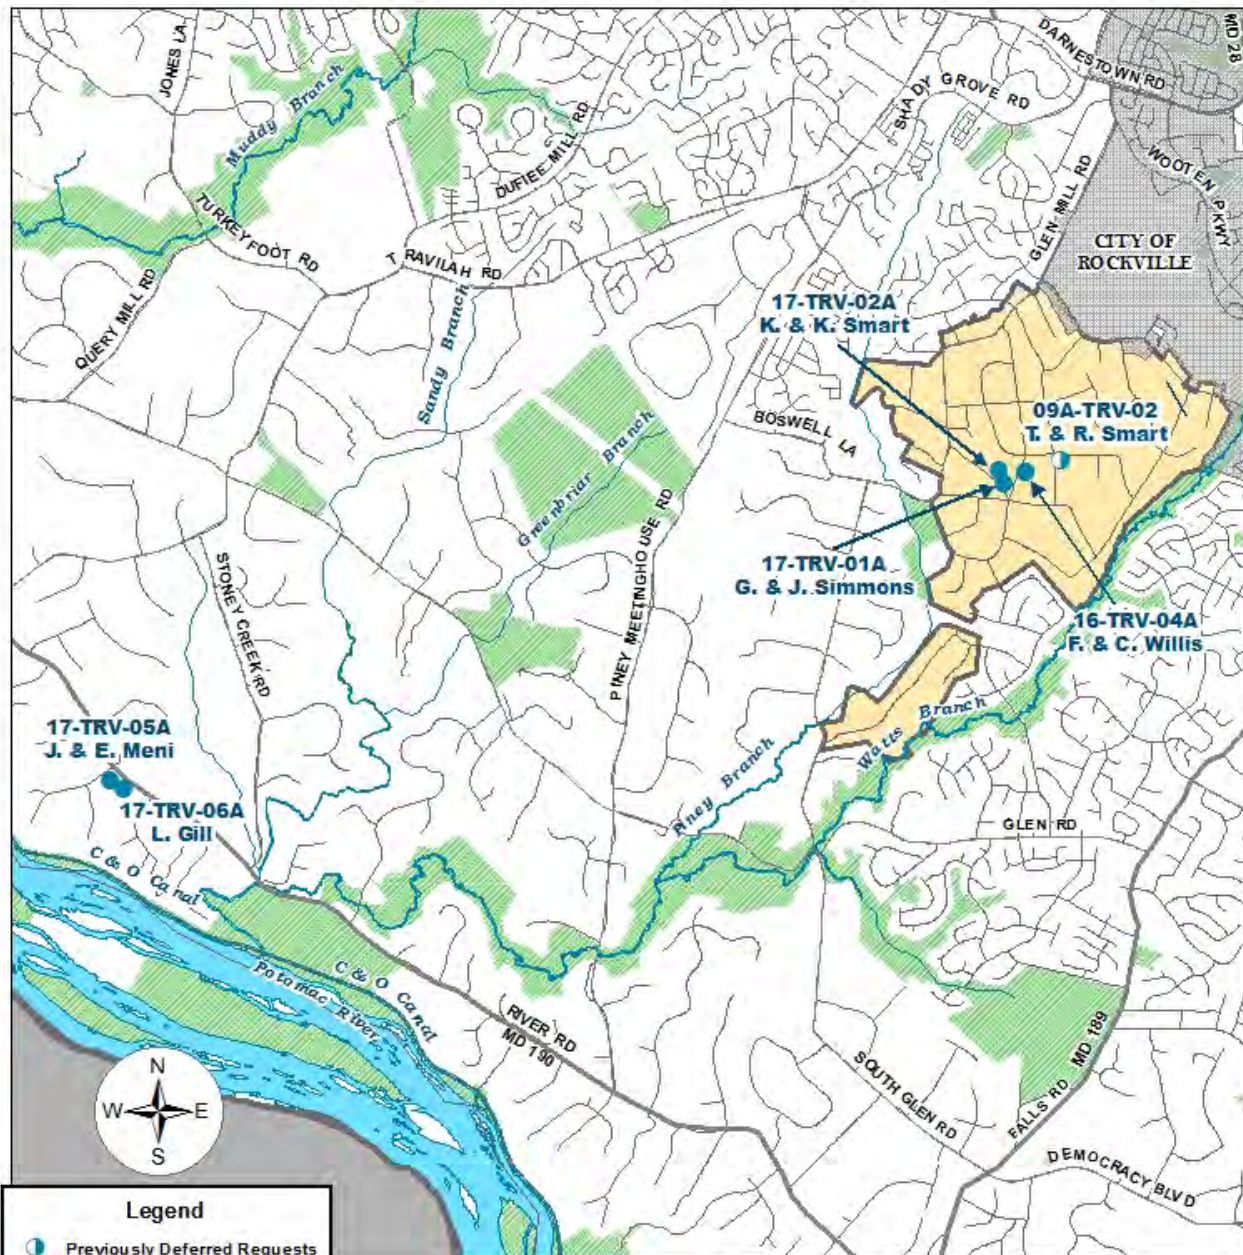 JONES LA
Muddy Branch
DUFIEE MILL RD
SHADY GROVE RD
DARNESTOWN RD
MD 28
WOOTEN PKWY
GLEN MILL RD
CITY OF
ROCKVILLE
TURKEYFOOT RD
T RAVILAH RD
QUERY MILL RD
Sandy Branch
17-TRV-02A
K. & K. Smart
BOSWELL LA
09A-TRV-02
T. & R. Smart
Greenbriar Branch
PINEY MEETINGHOUSE RD
17-TRV-01A
G. & J. Simmons
16-TRV-04A
F. & C. Willis
STONEY CREEK RD
17-TRV-05A
J. & E. Meni
17-TRV-06A
L. Gill
Piney Branch
Watts Branch
GLEN RD
C & O Canal
C & O Canal
Potomac River
RIVER RD
MD 190
SOUTH GLEN RD
FALLS RD MD 189
DEMOCRACY BLVD
N
W E
S
Legend
Previously Deferred Requests